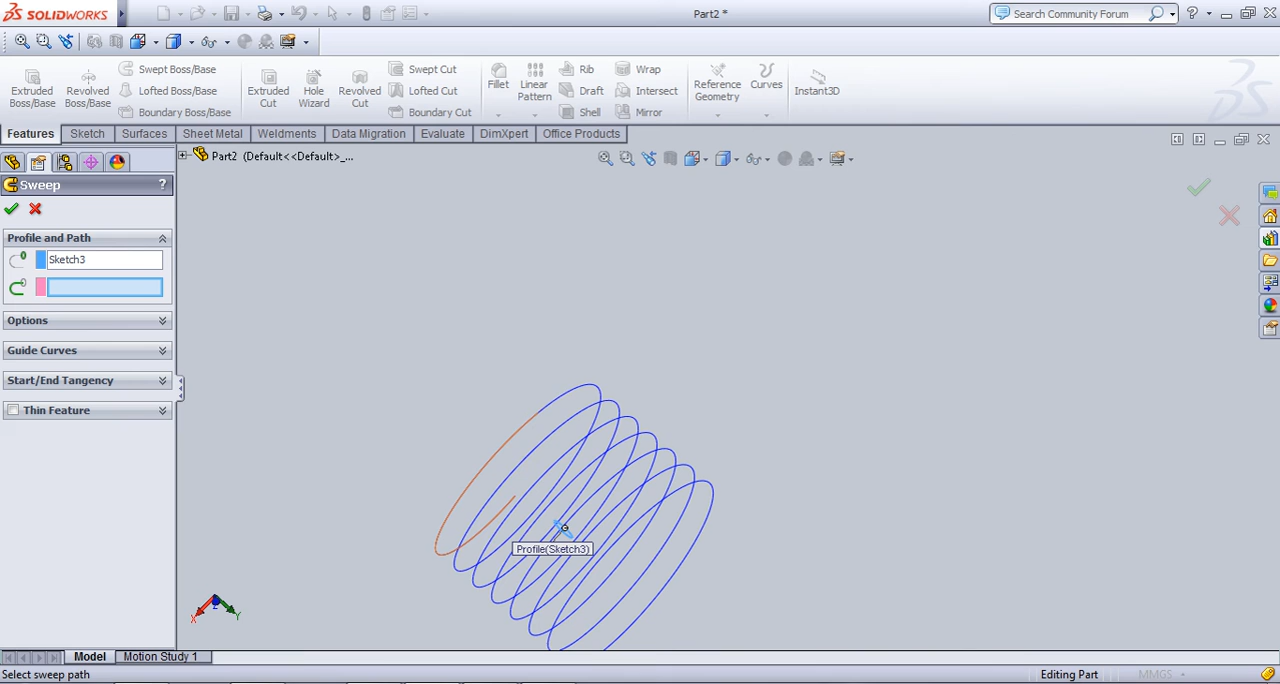 SOLIDWORKS
Part2 *
Search Community Forum
Extruded Boss/Base
Revolved Boss/Base
Swept Boss/Base
Lofted Boss/Base
Boundary Boss/Base
Extruded Cut
Hole Wizard
Revolved Cut
Swept Cut
Lofted Cut
Boundary Cut
Fillet
Linear Pattern
Rib
Draft
Shell
Wrap
Intersect
Mirror
Reference Geometry
Curves
Instant3D
Features
Sketch
Surfaces
Sheet Metal
Weldments
Data Migration
Evaluate
DimXpert
Office Products
Part2 (Default<<Default>_...
Sweep
?
Profile and Path
Sketch3
Options
Guide Curves
Start/End Tangency
Thin Feature
Profile(Sketch3)
X
Z
Y
Model
Motion Study 1
Select sweep path
Editing Part
MMGS